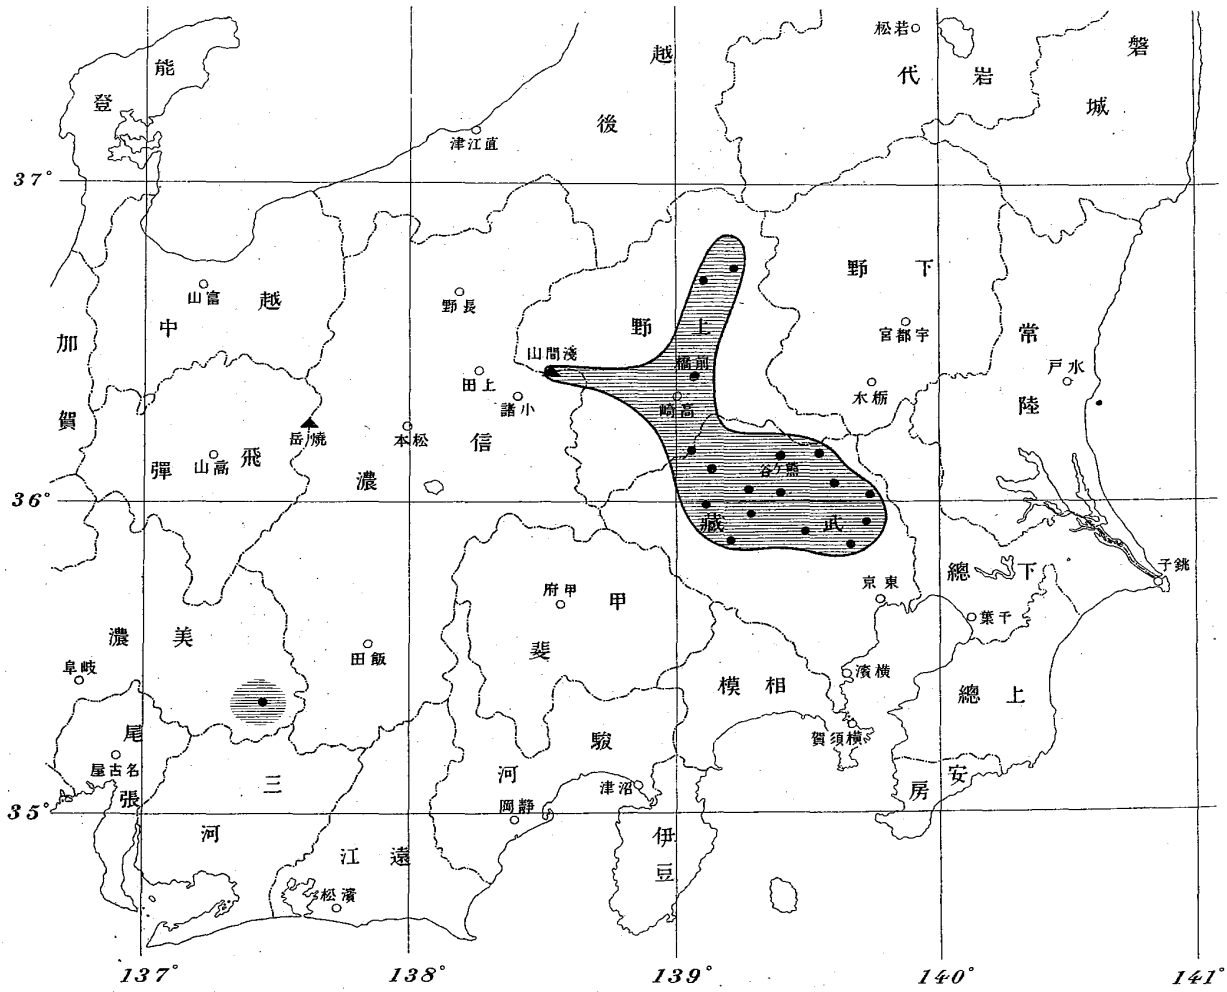 能登
越後
若松
岩代
磐城
直江津
37°
富山
越中
長野
上野
下野
宇都宮
常陸
水戸
加賀
淺間山
上田
小諸
前橋
高崎
栃木
燒岳
松本
信濃
飛彈
高山
熊ケ谷
武藏
36°
下總
銚子
東京
千葉
甲府
甲斐
美濃
岐阜
飯田
相模
橫濱
橫須賀
上總
安房
尾張
名古屋
三河
駿河
沼津
靜岡
35°
伊豆
遠江
濱松
137°
138°
139°
140°
141°